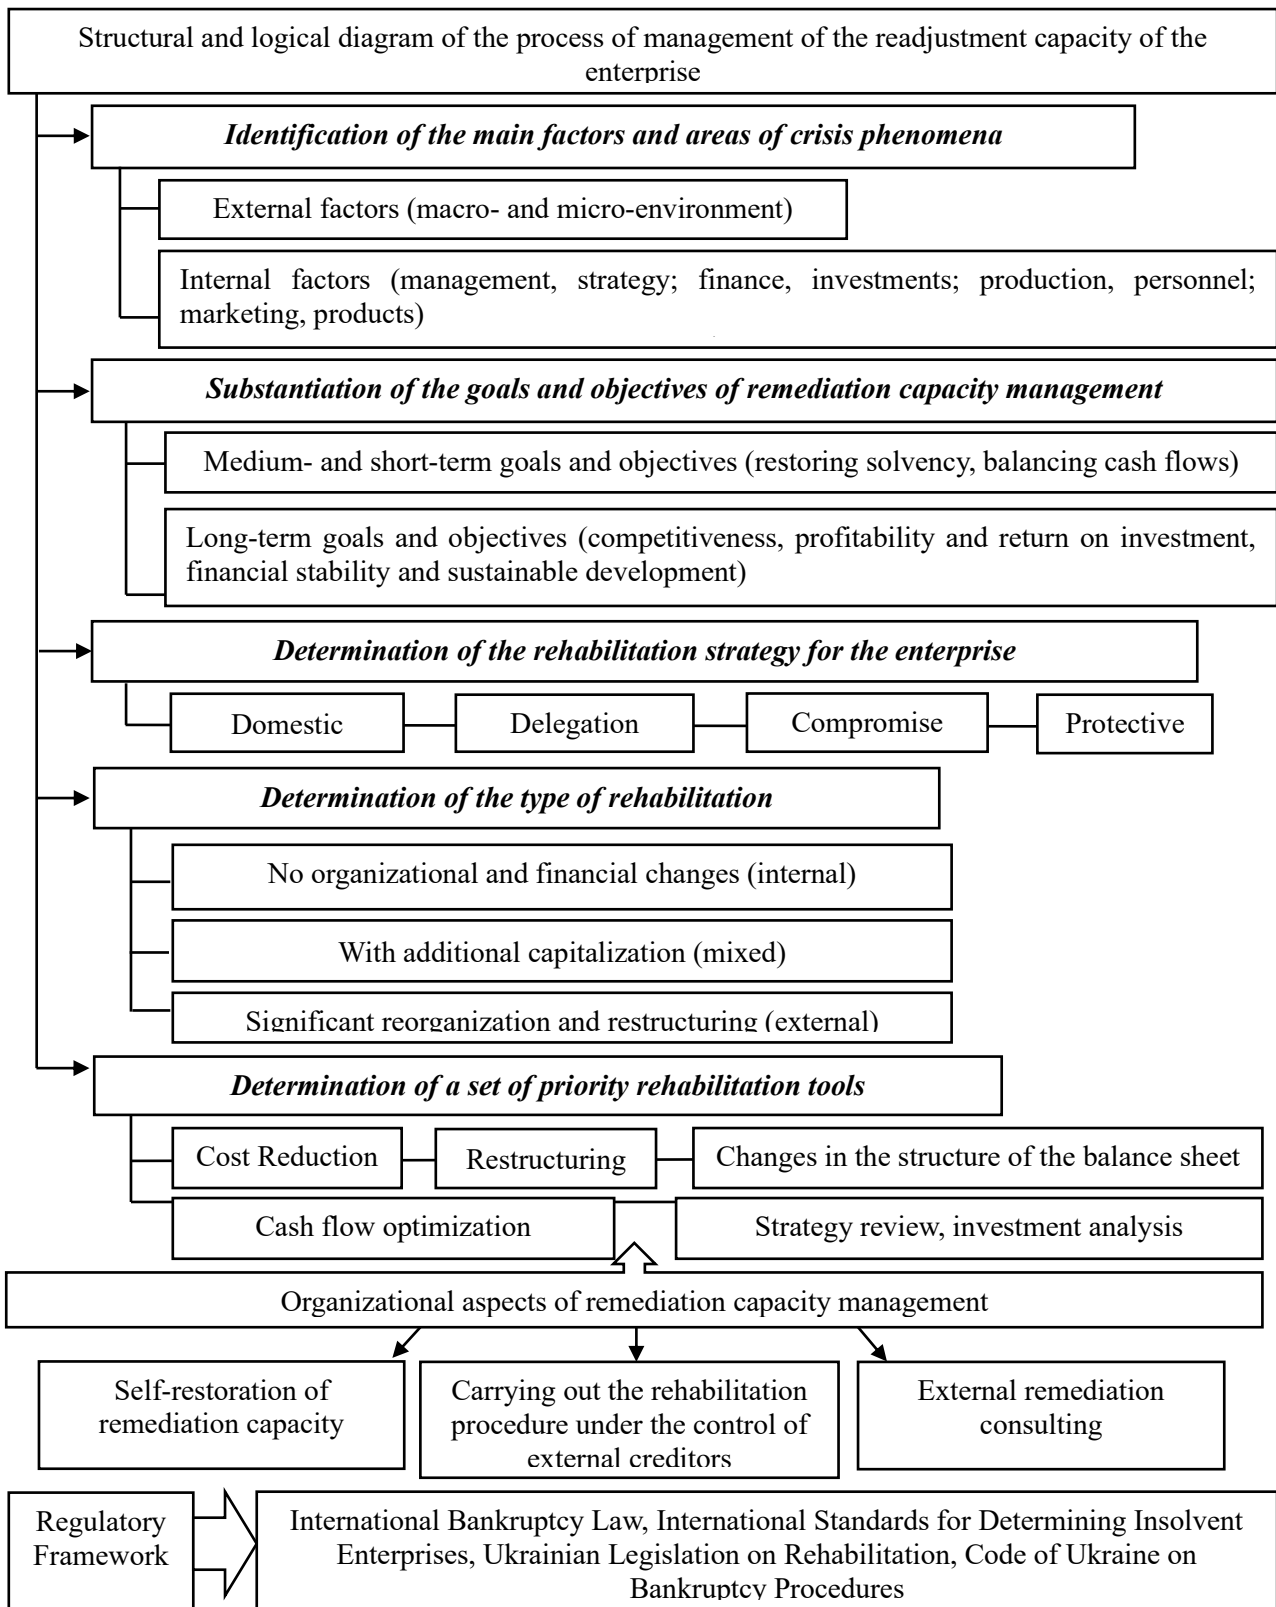 Structural and logical diagram of the process of management of the readjustment capacity of the
enterprise
Identification of the main factors and areas of crisis phenomena
External factors (macro- and micro-environment)
Internal factors (management, strategy; finance, investments; production, personnel;
marketing, products)
Substantiation of the goals and objectives of remediation capacity management
Medium- and short-term goals and objectives (restoring solvency, balancing cash flows)
Long-term goals and objectives (competitiveness, profitability and return on investment,
financial stability and sustainable development)
Determination of the rehabilitation strategy for the enterprise
Domestic
Delegation
Compromise
Protective
Determination of the type of rehabilitation
No organizational and financial changes (internal)
With additional capitalization (mixed)
Significant reorganization and restructuring (external)
Determination of a set of priority rehabilitation tools
Cost Reduction
Restructuring
Changes in the structure of the balance sheet
Cash flow optimization
Strategy review, investment analysis
Organizational aspects of remediation capacity management
Self-restoration of
remediation capacity
Carrying out the rehabilitation
procedure under the control of
external creditors
External remediation
consulting
Regulatory
Framework
International Bankruptcy Law, International Standards for Determining Insolvent
Enterprises, Ukrainian Legislation on Rehabilitation, Code of Ukraine on
Bankruptcy Procedures